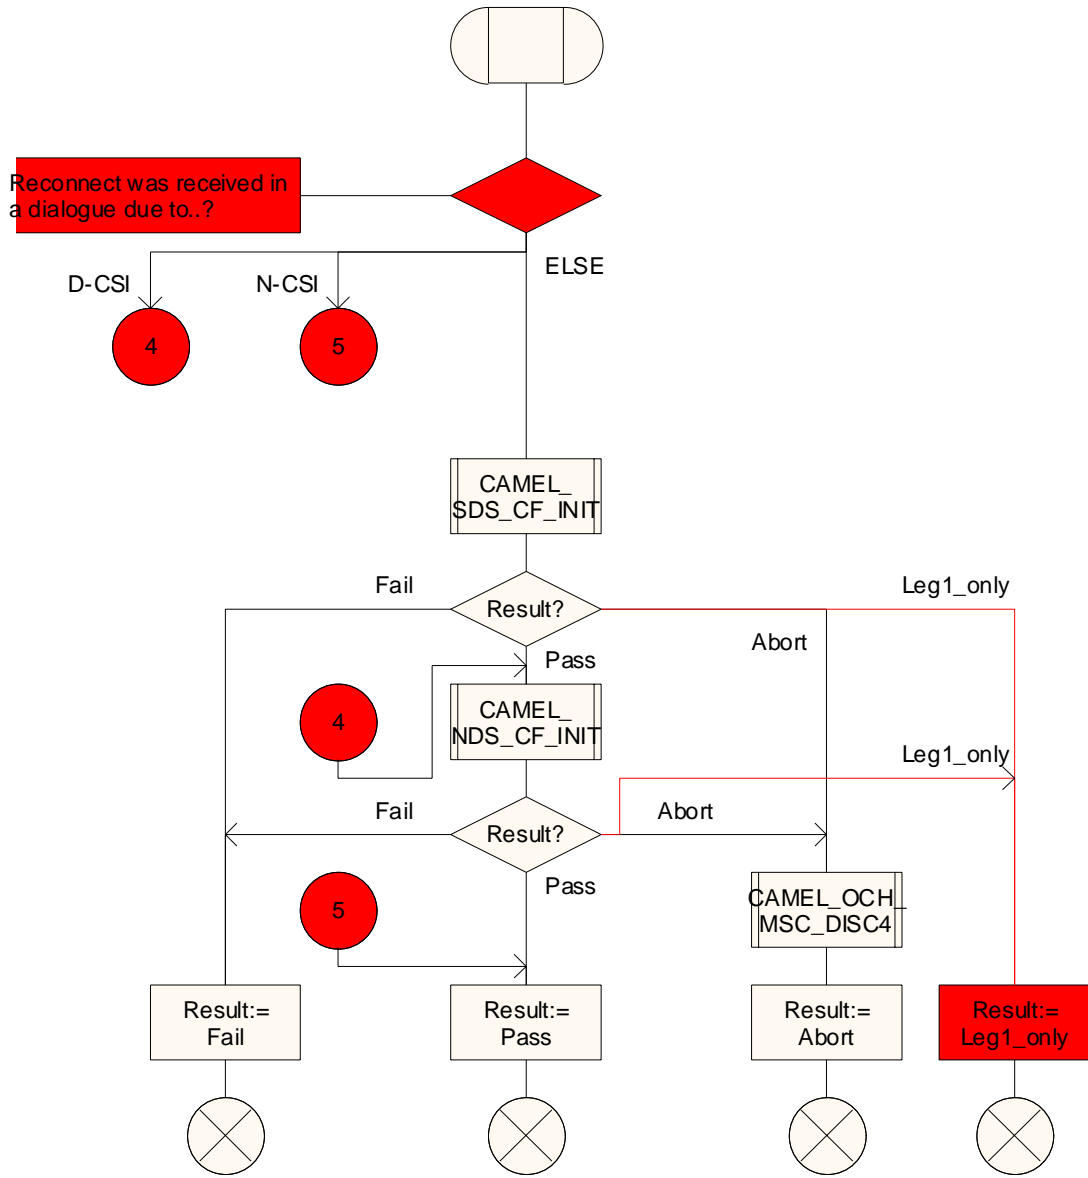 Reconnect was received in
a dialogue due to..?
ELSE
D-CSI
N-CSI
4
5
CAMEL_
SDS_CF_INIT
Fail
Result?
Leg1_only
Abort
Pass
4
CAMEL_
NDS_CF_INIT
Leg1_only
Fail
Result?
Abort
Pass
5
CAMEL_OCH_
MSC_DISC4
Result:=
Fail
Result:=
Pass
Result:=
Abort
Result:=
Leg1_only